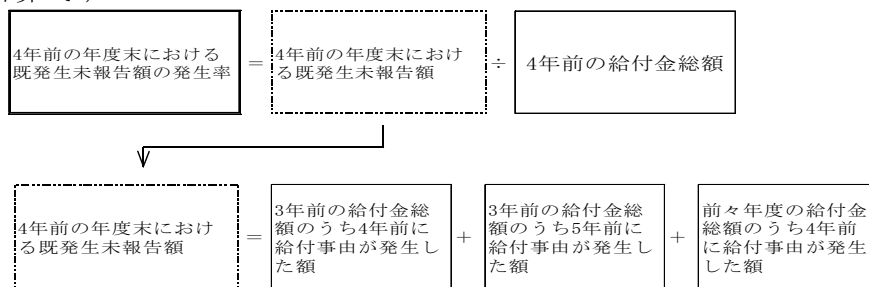 4年前の年度末における
既発生未報告額の発生率
=
4年前の年度末におけ
る既発生未報告額
÷
4年前の給付金総額
4年前の年度末におけ
る既発生未報告額
=
3年前の給付金総
額のうち4年前に
給付事由が発生し
た額
+
3年前の給付金総
額のうち5年前に
給付事由が発生し
た額
+
前々年度の給付金
総額のうち4年前
に給付事由が発生
した額